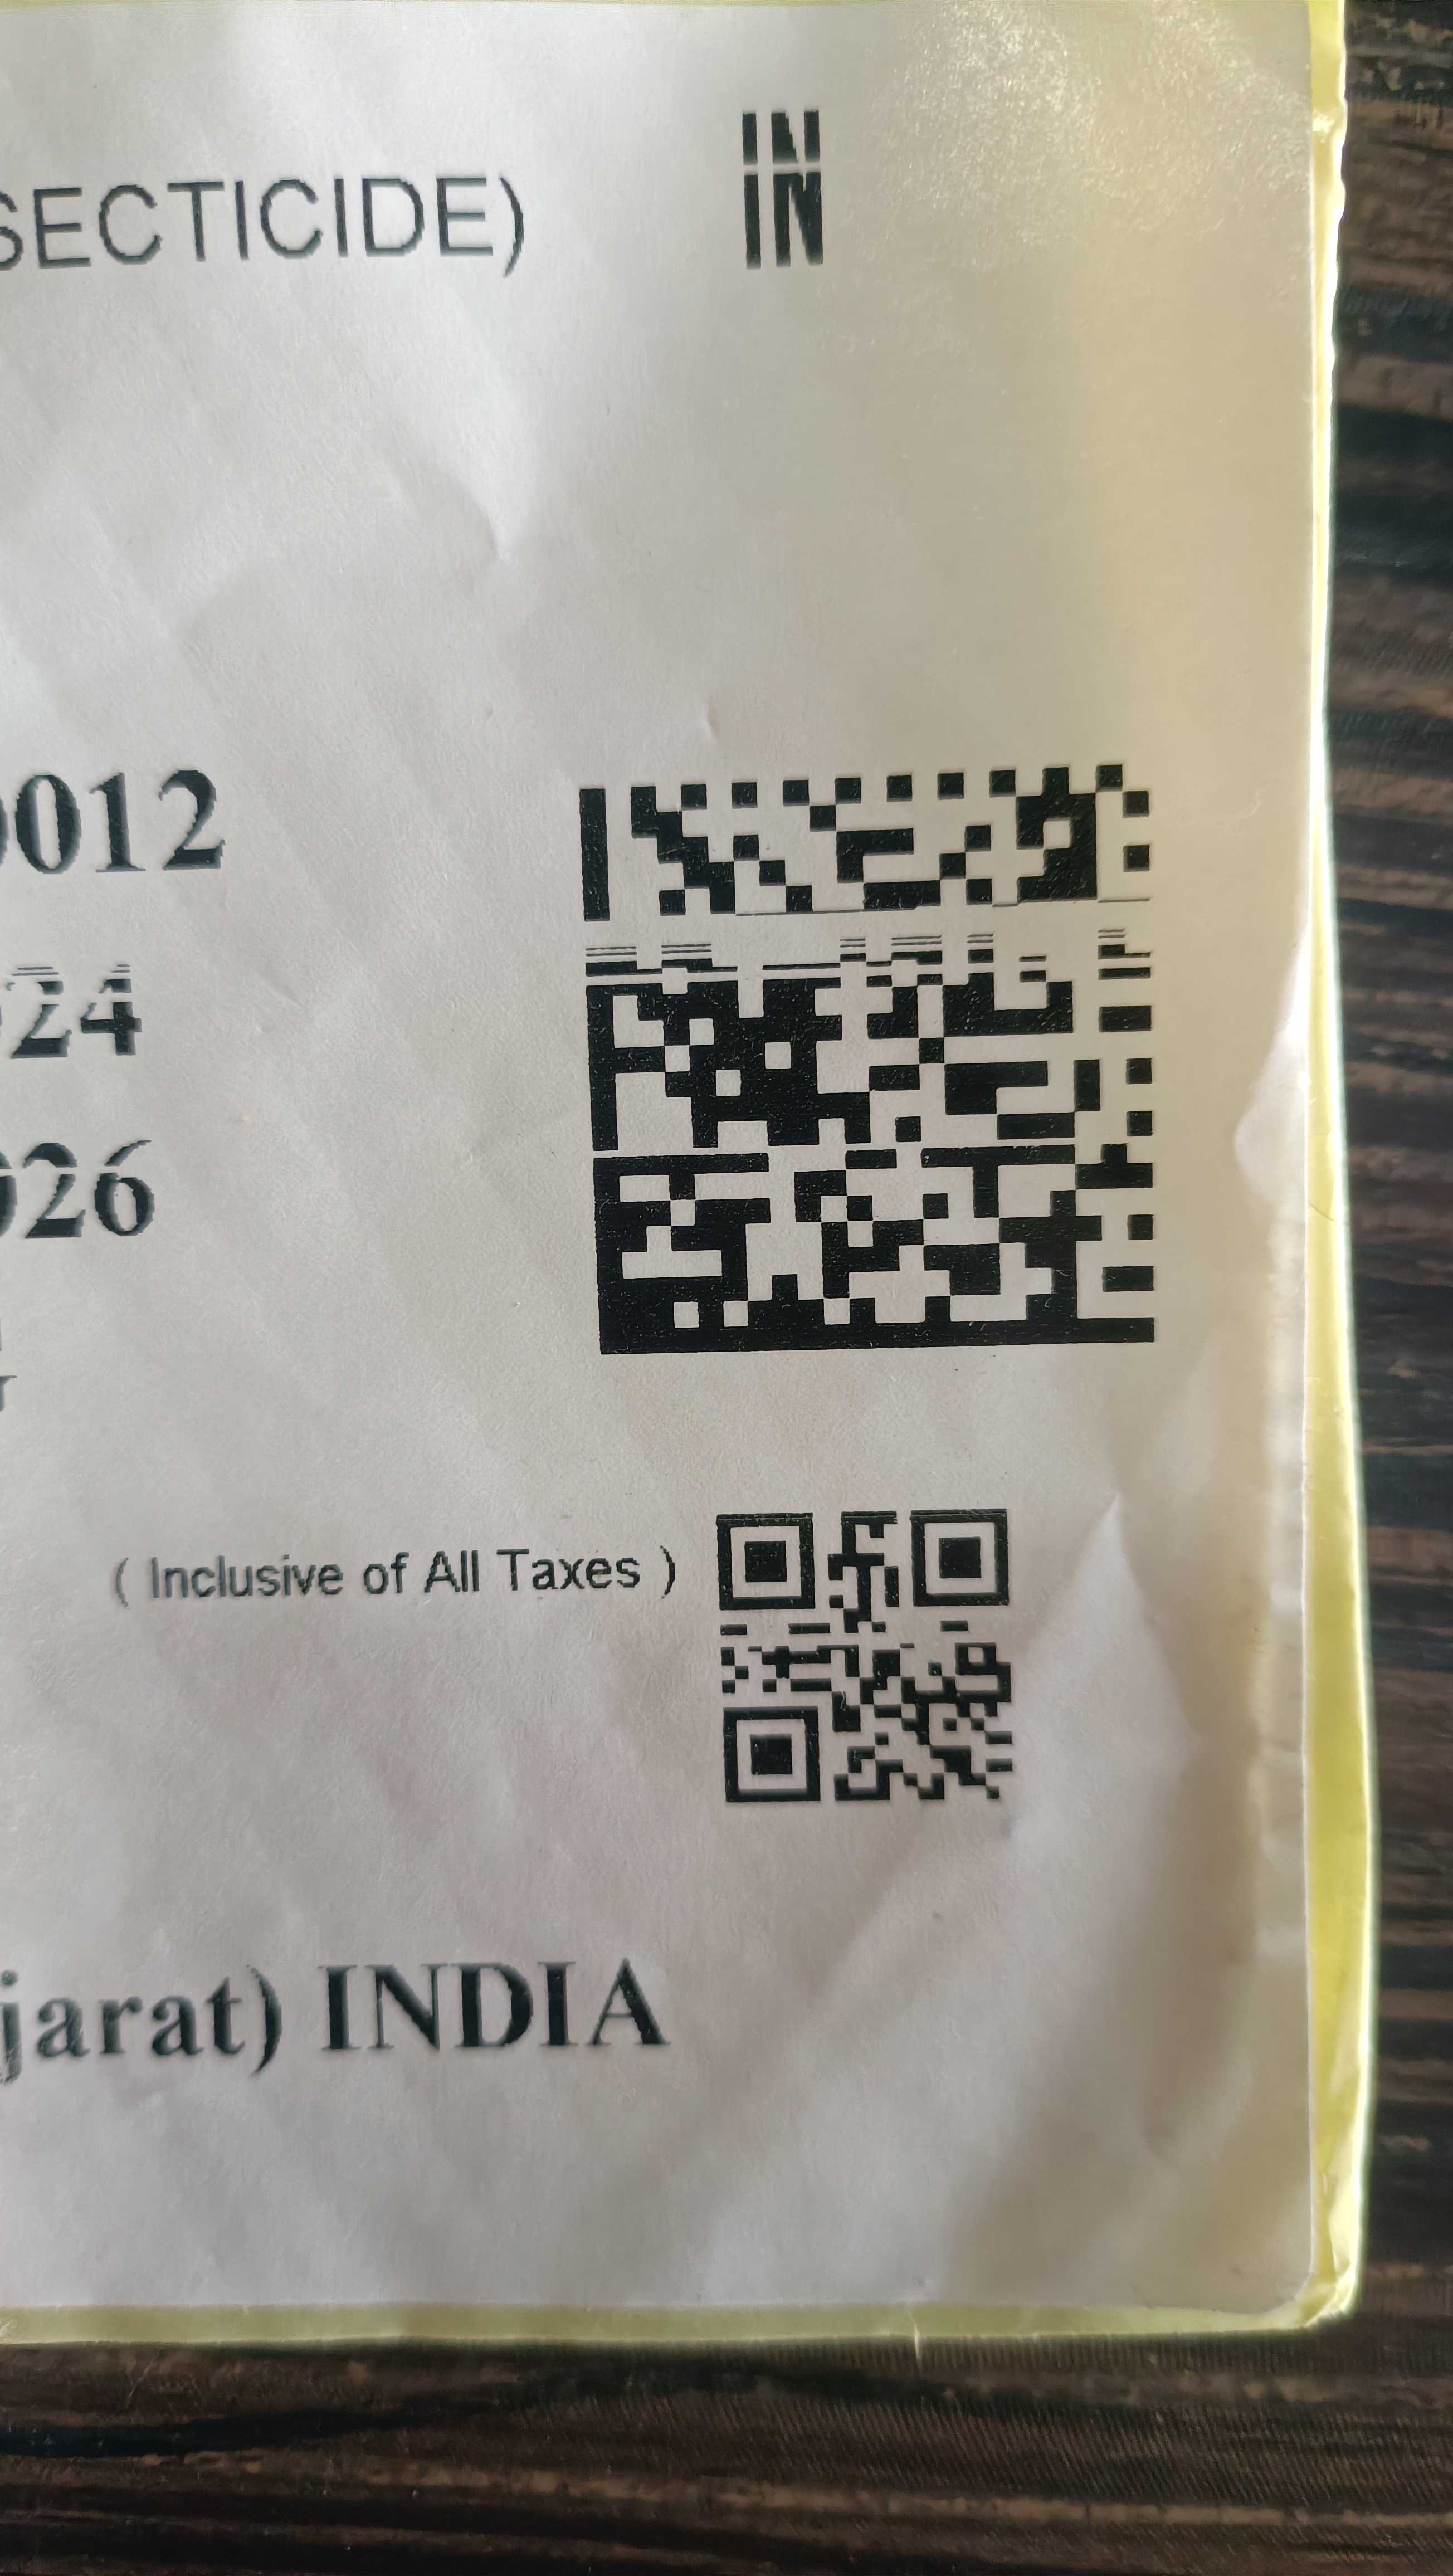 SECTICIDE) IN
0012
24
026
( Inclusive of All Taxes )
jarat) INDIA